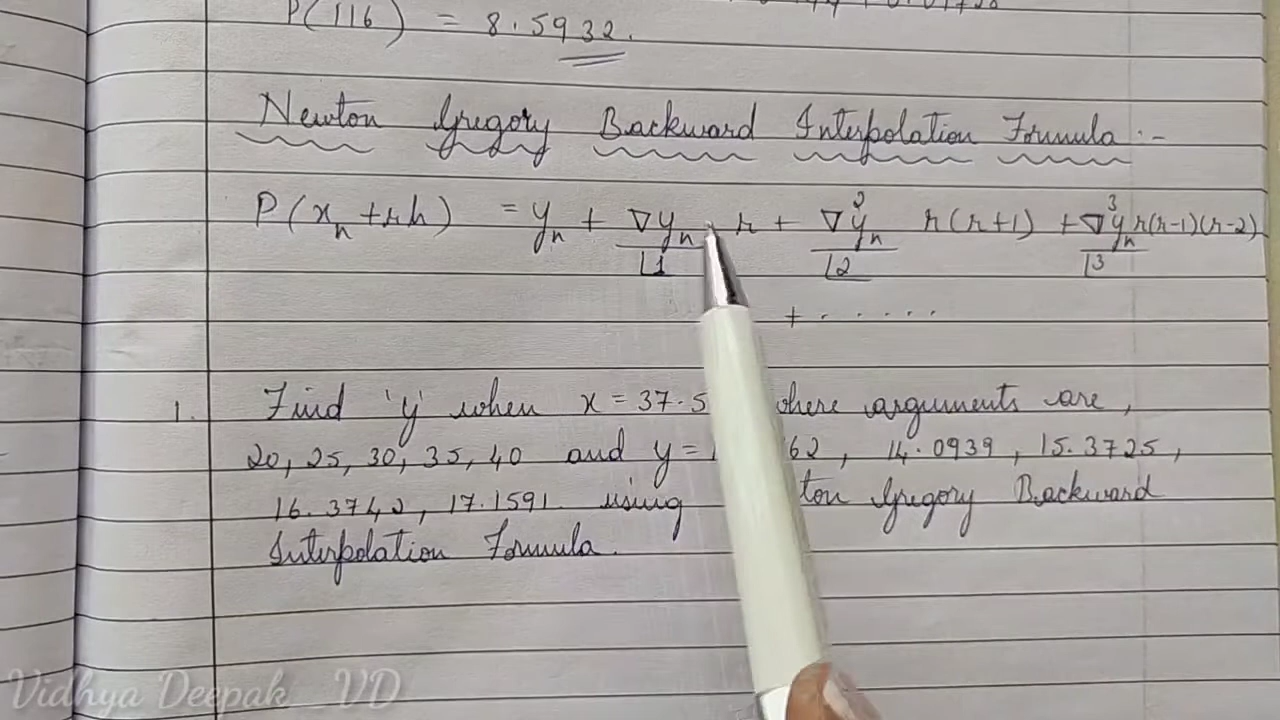 P(116) = 8.5932.
Newton Gregory Backward Interpolation Formula :-
P(xₙ + rh) = yₙ + ∇yₙ/⌊1 r + ∇²yₙ/⌊2 r(r+1) + ∇³yₙ/⌊3 r(r-1)(r-2)
+ . . . . . .
1. Find 'y' when x = 37.5 where arguments are,
20, 25, 30, 35, 40 and y = 62, 14.0939, 15.3725,
16.3742, 17.1591 using Gregory Backward
Interpolation Formula.
Vidhya Deepak VD